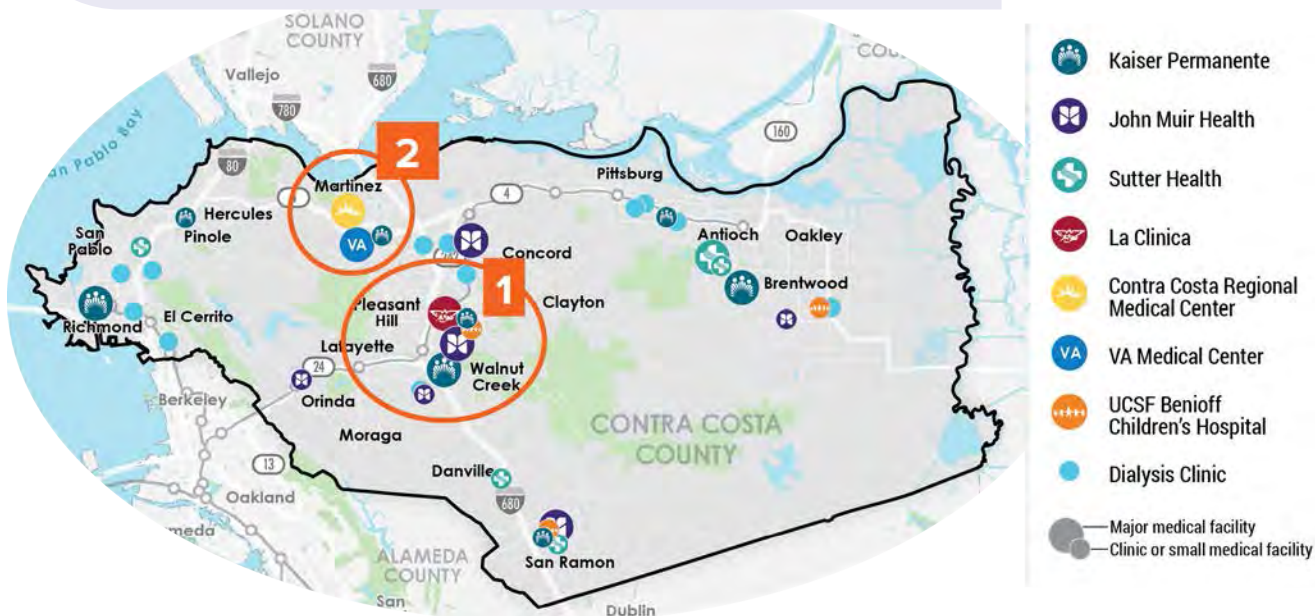 SOLANO
COUNTY
Vallejo
680
780
San Pablo Bay
80
160
2
Martinez
4
Pittsburg
Hercules
Pinole
San
Pablo
VA
Concord
Antioch
Oakley
1
Brentwood
Richmond
El Cerrito
Pleasant
Hill
Clayton
Lafayette
24
Walnut
Creek
Berkeley
Orinda
Moraga
CONTRA COSTA
COUNTY
13
Danville
Oakland
680
ALAMEDA
COUNTY
San Ramon
San
Dublin
Kaiser Permanente
John Muir Health
Sutter Health
La Clinica
Contra Costa Regional
Medical Center
VA
VA Medical Center
UCSF Benioff
Children's Hospital
Dialysis Clinic
Major medical facility
Clinic or small medical facility